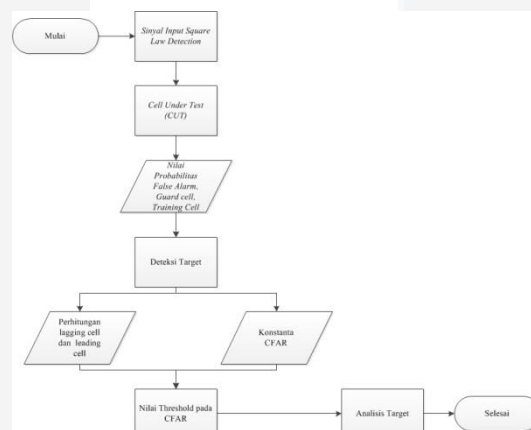 Mulai
Sinyal Input Square
Law Detection
Cell Under Test
(CUT)
Nilai
Probabilitas
False Alarm,
Guard cell,
Training Cell
Deteksi Target
Perhitungan
lagging cell
dan leading
cell
Konstanta
CFAR
Nilai Threshold pada
CFAR
Analisis Target
Selesai